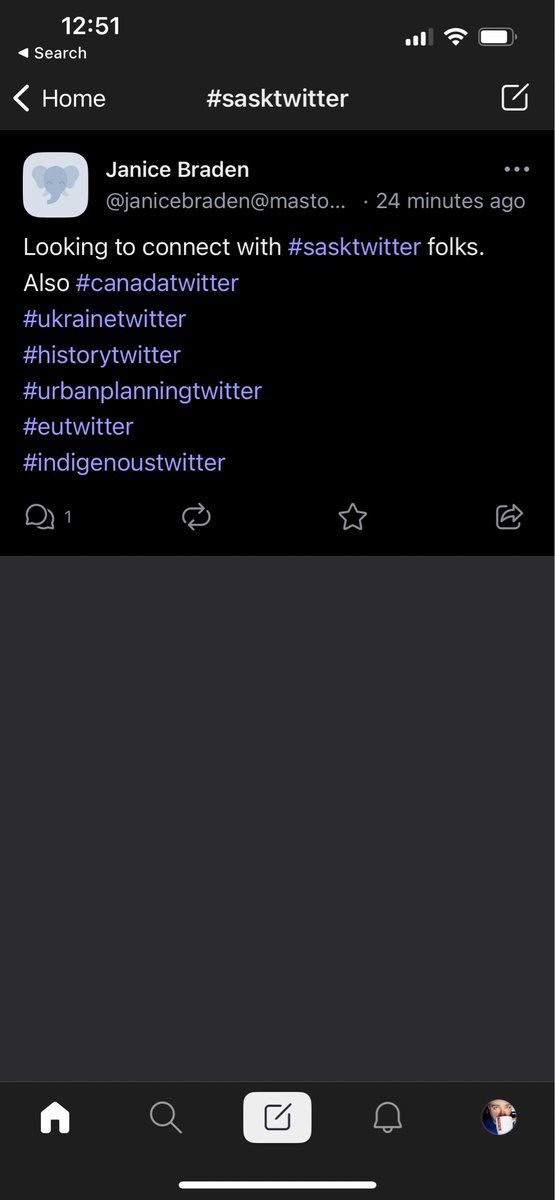 12:51
◀ Search
Home
#sasktwitter
Janice Braden
@janicebraden@masto... · 24 minutes ago
Looking to connect with #sasktwitter folks.
Also #canadatwitter
#ukrainetwitter
#historytwitter
#urbanplanningtwitter
#eutwitter
#indigenoustwitter
1